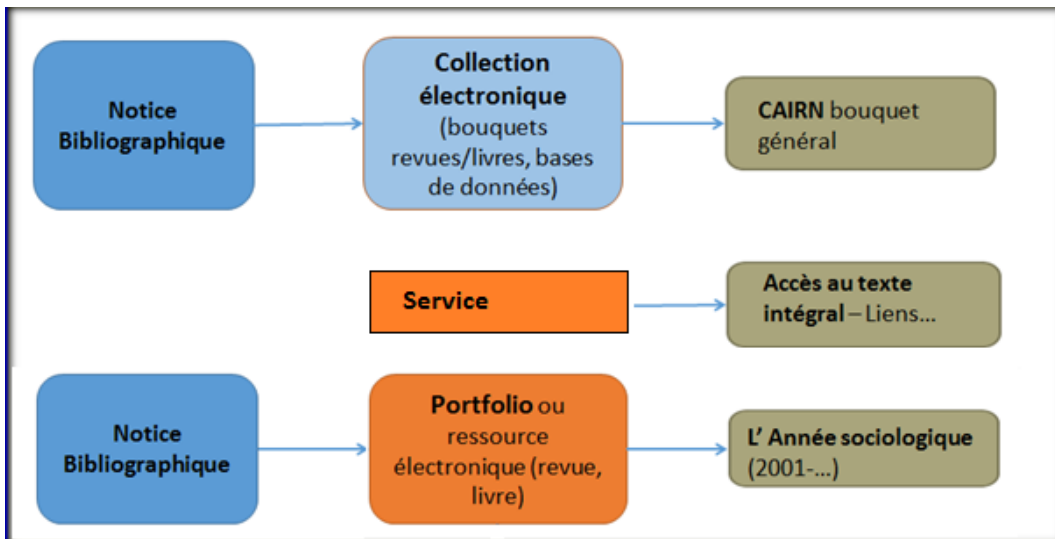 Notice
Bibliographique
Collection
électronique
(bouquets
revues/livres, bases
de données)
CAIRN bouquet
général
Service
Accès au texte
intégral – Liens...
Notice
Bibliographique
Portfolio ou
ressource
électronique (revue,
livre)
L' Année sociologique
(2001-...)